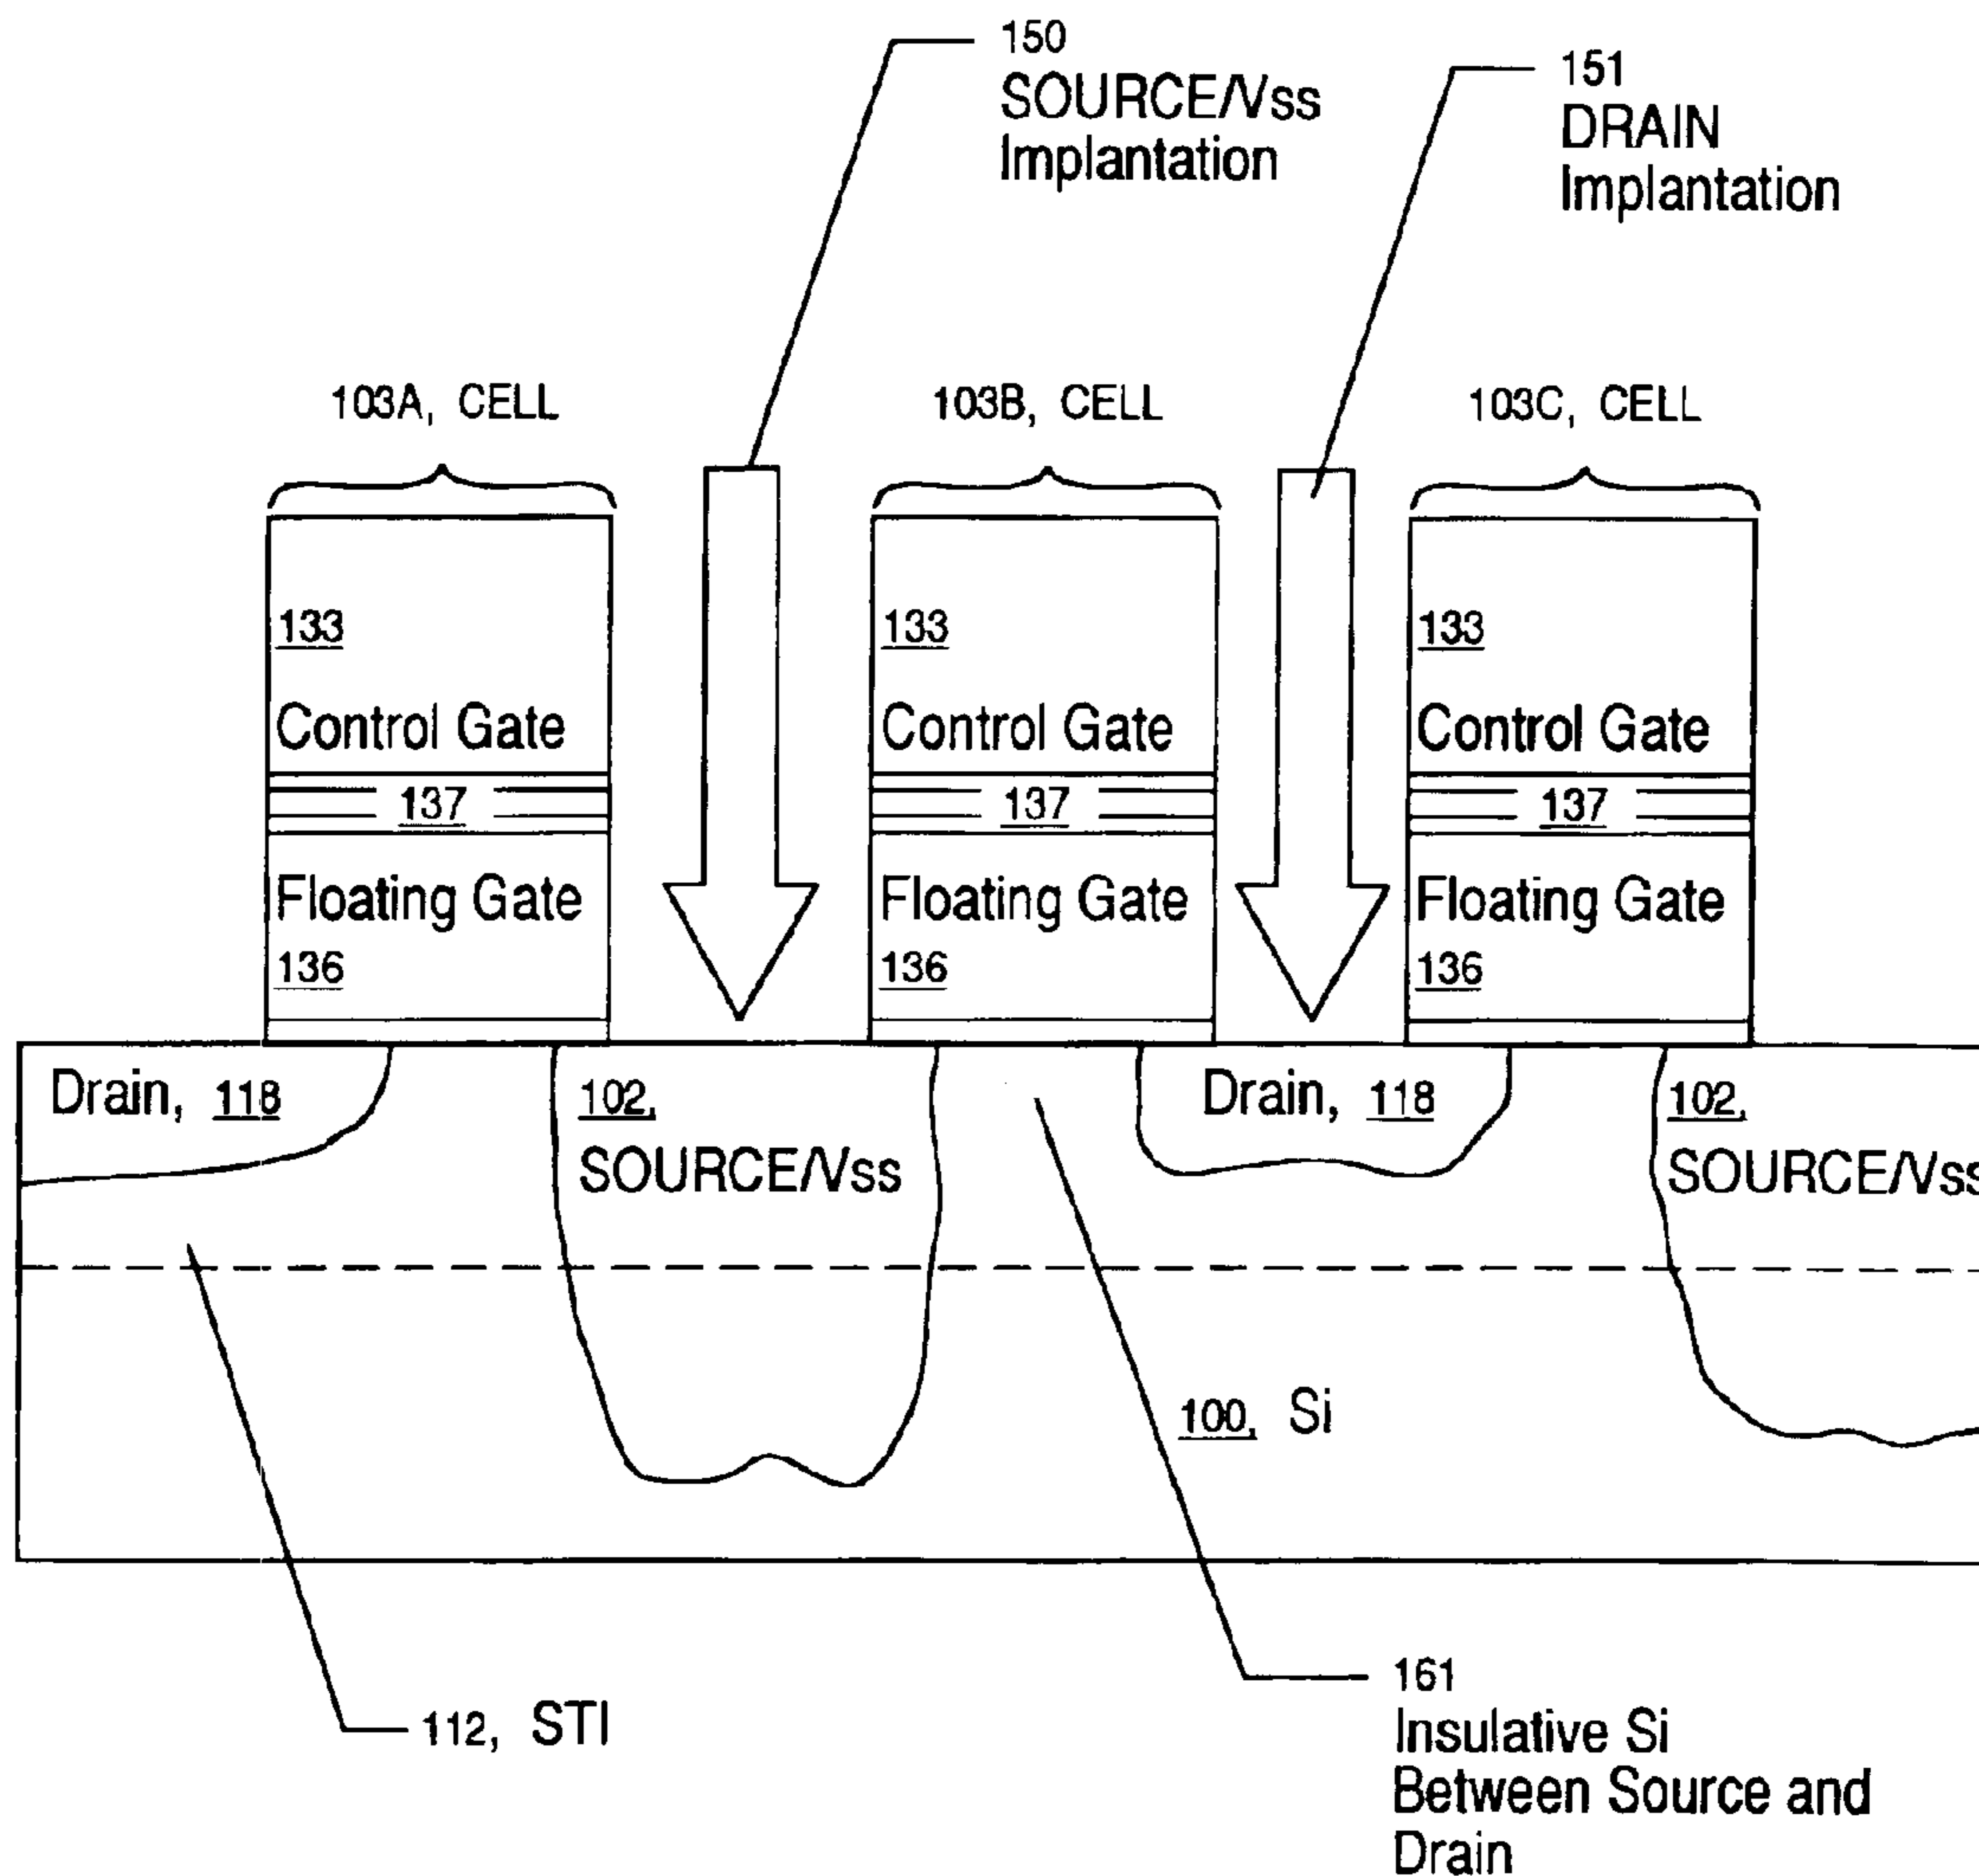 150
SOURCE/Vss
Implantation
151
DRAIN
Implantation
103A, CELL
103B, CELL
103C, CELL
133
Control Gate
137
Floating Gate
136
133
Control Gate
137
Floating Gate
136
133
Control Gate
137
Floating Gate
136
Drain, 118
102,
SOURCE/Vss
Drain, 118
102,
SOURCE/Vss
100, Si
112, STI
161
Insulative Si
Between Source and
Drain